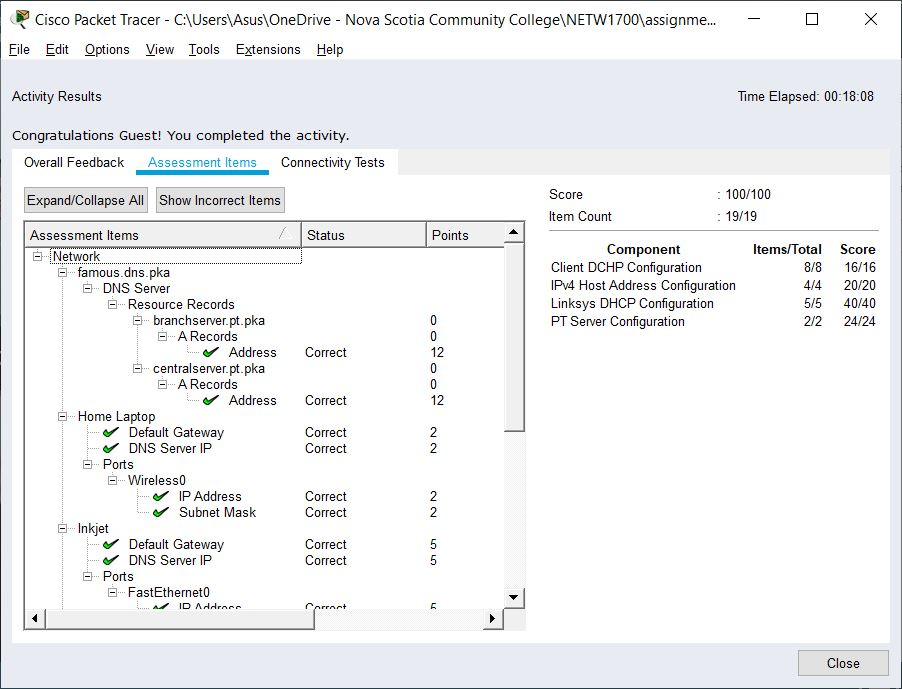 Cisco Packet Tracer - C:\Users\Asus\OneDrive - Nova Scotia Community College\NETW1700\assignme...
File Edit Options View Tools Extensions Help
Activity Results
Time Elapsed: 00:18:08
Congratulations Guest! You completed the activity.
Overall Feedback Assessment Items Connectivity Tests
Expand/Collapse All Show Incorrect Items
Assessment Items Status Points
Network
famous.dns.pka
DNS Server
Resource Records
branchserver.pt.pka 0
A Records 0
Address Correct 12
centralserver.pt.pka 0
A Records 0
Address Correct 12
Home Laptop
Default Gateway Correct 2
DNS Server IP Correct 2
Ports
Wireless0
IP Address Correct 2
Subnet Mask Correct 2
Inkjet
Default Gateway Correct 5
DNS Server IP Correct 5
Ports
FastEthernet0
IP Address Correct 5
Score : 100/100
Item Count : 19/19
Component Items/Total Score
Client DCHP Configuration 8/8 16/16
IPv4 Host Address Configuration 4/4 20/20
Linksys DHCP Configuration 5/5 40/40
PT Server Configuration 2/2 24/24
Close